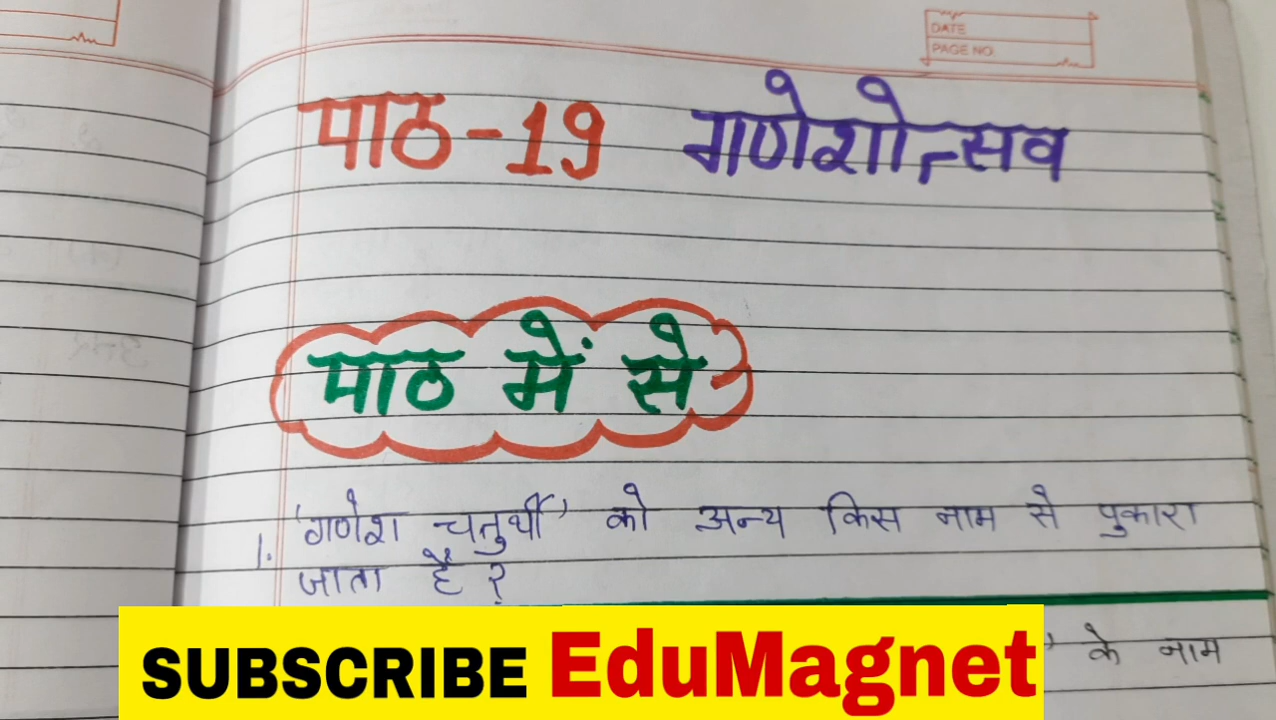 DATE
PAGE NO.
पाठ-19 गणेशोत्सव
पाठ में से
1. 'गणेश चतुर्थी' को अन्य किस नाम से पुकारा
जाता है?
' के नाम
SUBSCRIBE EduMagnet